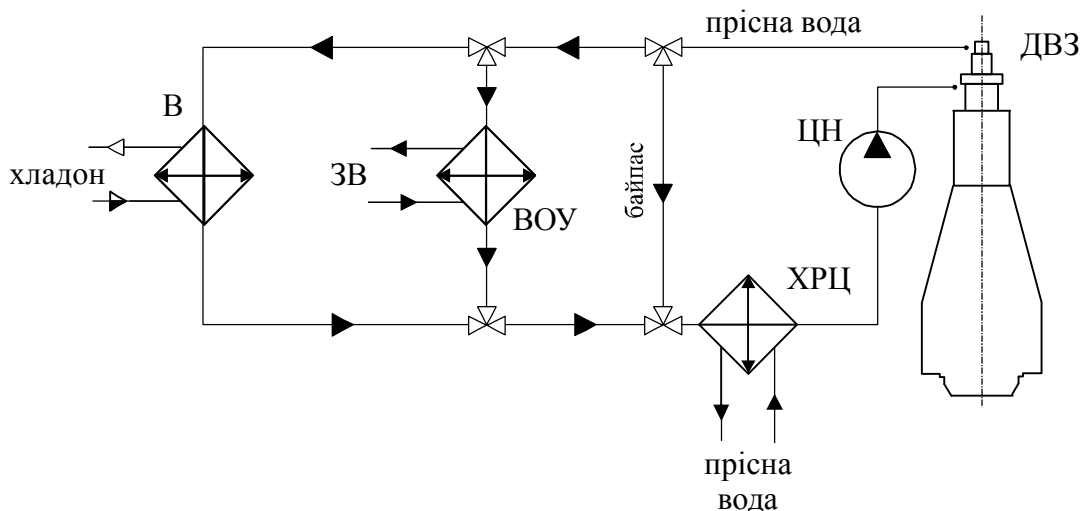 прісна вода
ДВЗ
В
ЦН
хладон
ЗВ
ВОУ
байпас
ХРЦ
прісна
вода